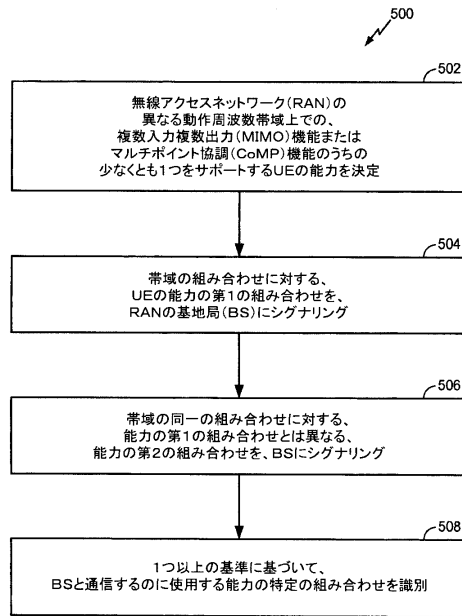 500
502
無線アクセスネットワーク(RAN)の
異なる動作周波数帯域上での、
複数入力複数出力(MIMO)機能または
マルチポイント協調(CoMP)機能のうちの
少なくとも1つをサポートするUEの能力を決定
504
帯域の組み合わせに対する、
UEの能力の第1の組み合わせを、
RANの基地局(BS)にシグナリング
506
帯域の同一の組み合わせに対する、
能力の第1の組み合わせとは異なる、
能力の第2の組み合わせを、BSにシグナリング
508
1つ以上の基準に基づいて、
BSと通信するのに使用する能力の特定の組み合わせを識別